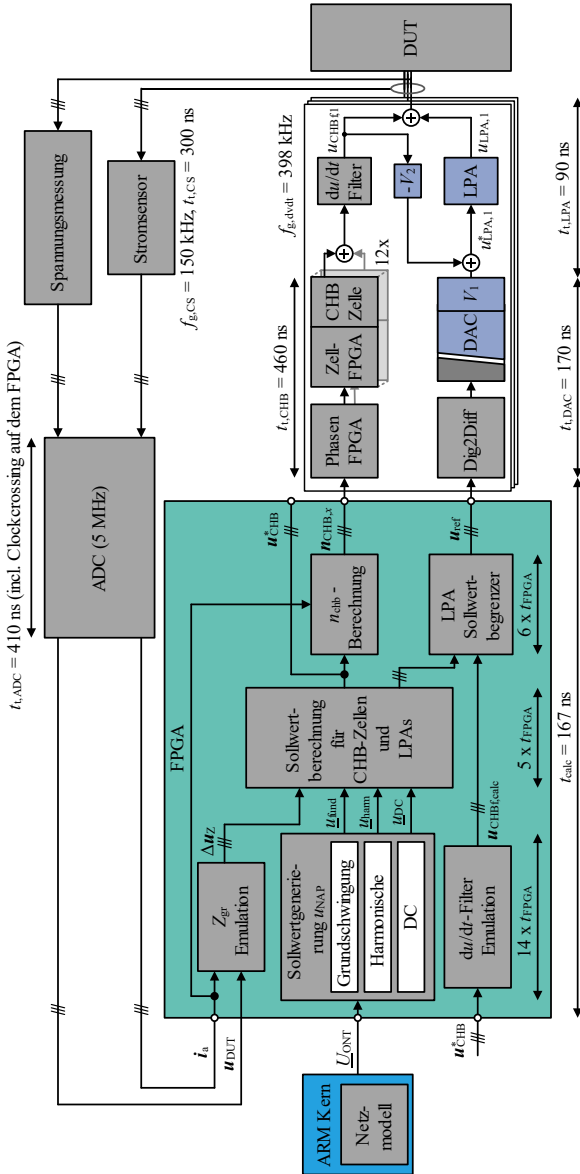 t_t,ADC = 410 ns (incl. Clockcrossing auf dem FPGA)
ADC (5 MHz)
Spannungsmessung
Stromsensor
f_g,CS = 150 kHz, t_t,CS = 300 ns
DUT
ARM Kern
Netz-
modell
i_a
u_DUT
U_ONT
u*_CHB
FPGA
Z_gr
Emulation
Δu_Z
Sollwertgenerie-
rung u_NAP
Grundschwingung
Harmonische
DC
u_fund
u_harm
u_DC
du/dt-Filter
Emulation
u_CHBf,calc
Sollwert-
berechnung
für
CHB-Zellen
und
LPAs
n_chb -
Berechnung
LPA
Sollwert-
begrenzer
14 x t_FPGA
5 x t_FPGA
6 x t_FPGA
u*_CHB
n_CHB,x
u_ref
t_calc = 167 ns
t_t,CHB = 460 ns
Phasen
FPGA
Zell-
FPGA
CHB
Zelle
12x
f_g,dvdt = 398 kHz
du/dt
Filter
u_CHBf,1
-V_2
Dig2Diff
DAC
V_1
u*_LPA,1
LPA
u_LPA,1
t_t,DAC = 170 ns
t_t,LPA = 90 ns